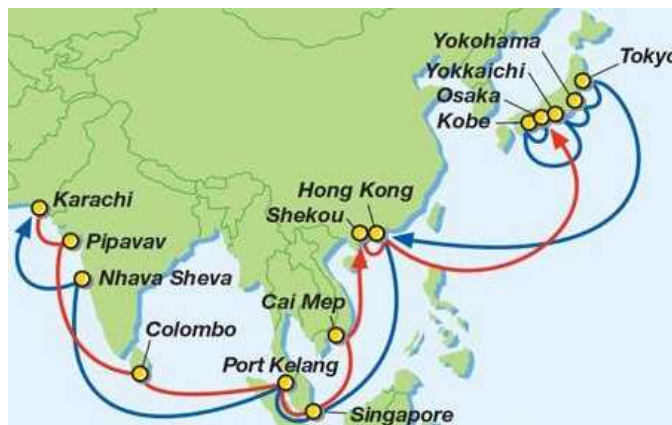 Yokohama
Tokyo
Yokkaichi
Osaka
Kobe
Hong Kong
Shekou
Karachi
Pipavav
Nhava Sheva
Cai Mep
Colombo
Port Kelang
Singapore